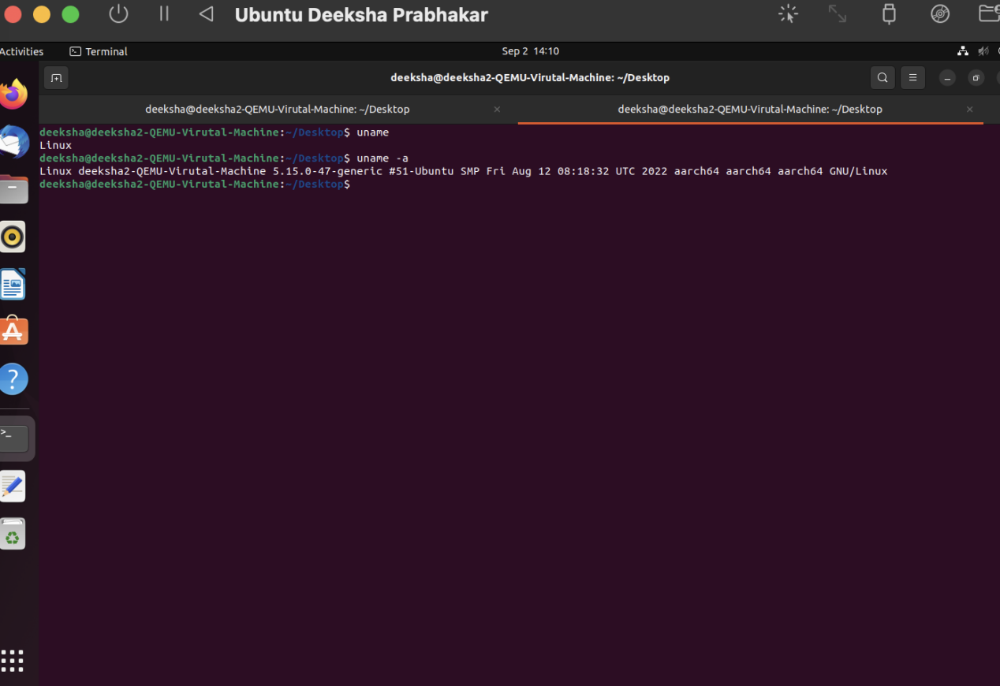 Ubuntu Deeksha Prabhakar
Activities
Terminal
Sep 2 14:10
deeksha@deeksha2-QEMU-Virutal-Machine: ~/Desktop
deeksha@deeksha2-QEMU-Virutal-Machine: ~/Desktop
deeksha@deeksha2-QEMU-Virutal-Machine: ~/Desktop
deeksha@deeksha2-QEMU-Virutal-Machine:~/Desktop$ uname
Linux
deeksha@deeksha2-QEMU-Virutal-Machine:~/Desktop$ uname -a
Linux deeksha2-QEMU-Virutal-Machine 5.15.0-47-generic #51-Ubuntu SMP Fri Aug 12 08:18:32 UTC 2022 aarch64 aarch64 aarch64 GNU/Linux
deeksha@deeksha2-QEMU-Virutal-Machine:~/Desktop$